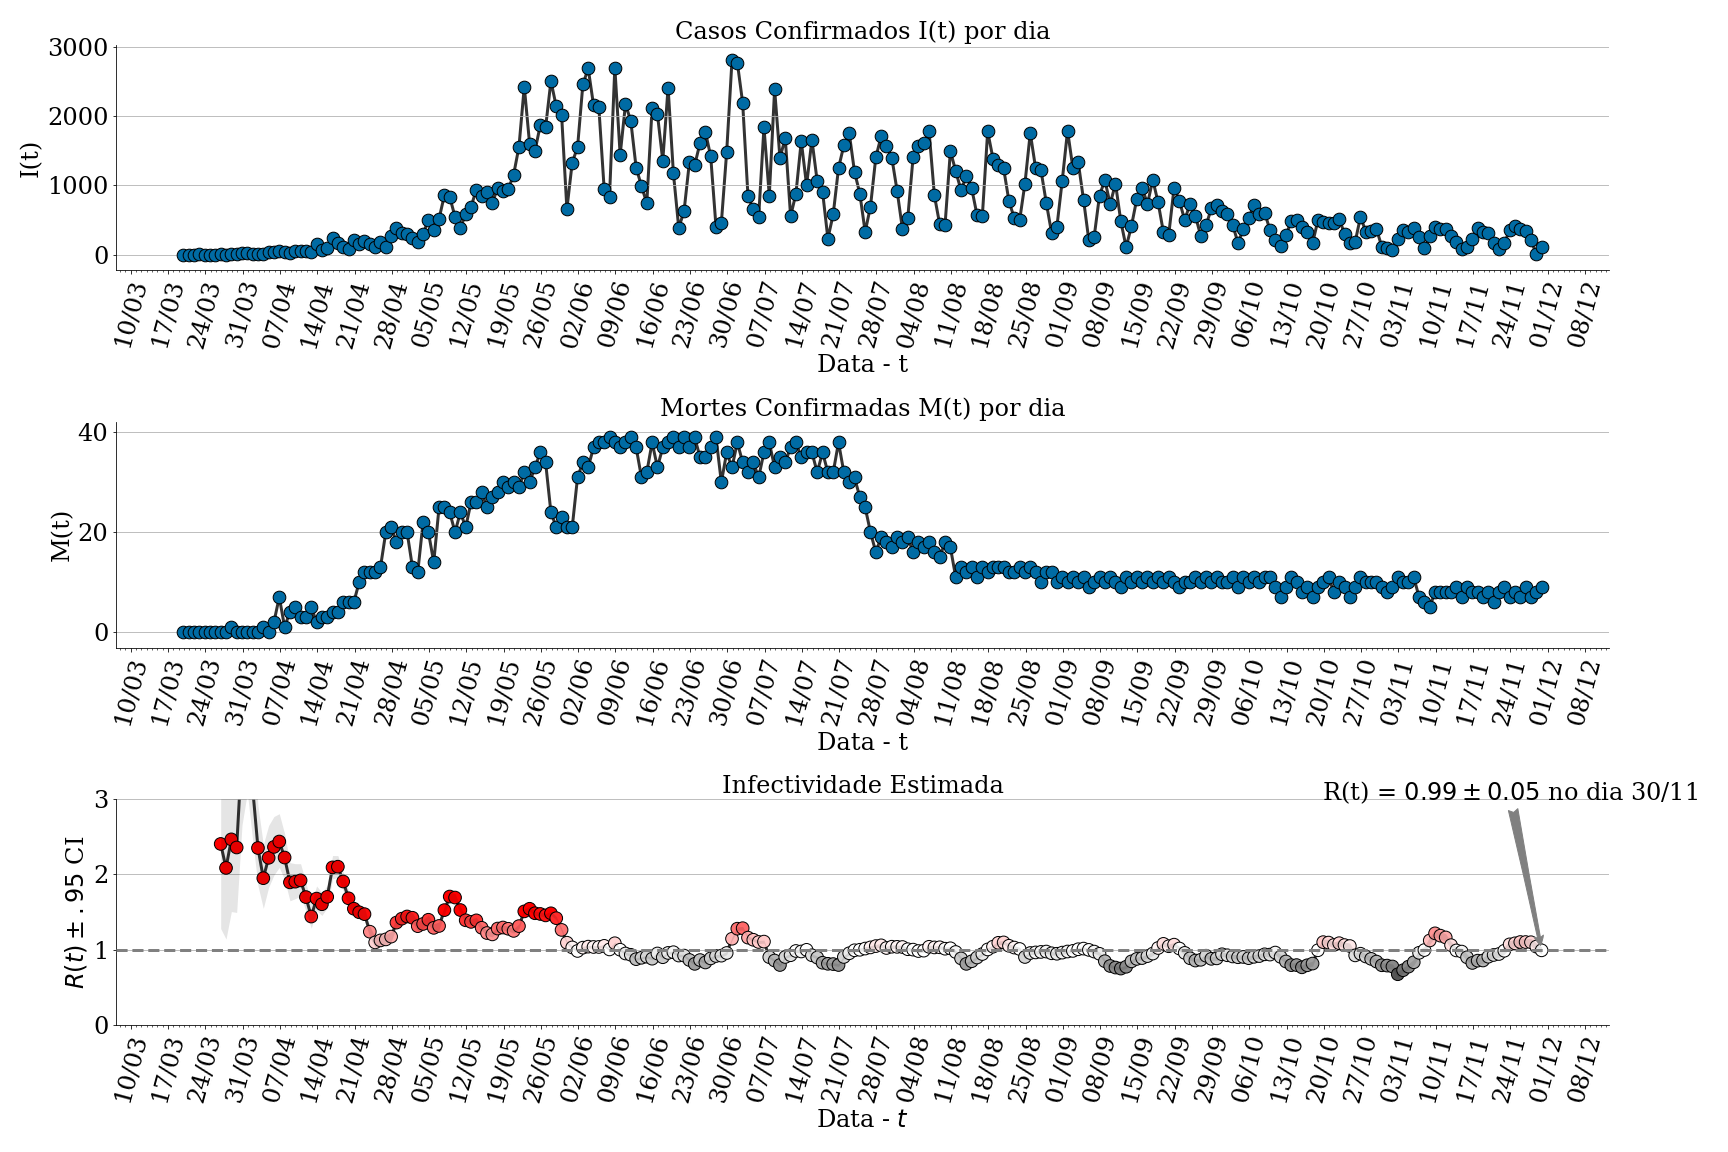 Casos Confirmados I(t) por dia
3000
2000
1000
0
I(t)
10/03 17/03 24/03 31/03 07/04 14/04 21/04 28/04 05/05 12/05 19/05 26/05 02/06 09/06 16/06 23/06 30/06 07/07 14/07 21/07 28/07 04/08 11/08 18/08 25/08 01/09 08/09 15/09 22/09 29/09 06/10 13/10 20/10 27/10 03/11 10/11 17/11 24/11 01/12 08/12
Data - t
Mortes Confirmadas M(t) por dia
40
20
0
M(t)
10/03 17/03 24/03 31/03 07/04 14/04 21/04 28/04 05/05 12/05 19/05 26/05 02/06 09/06 16/06 23/06 30/06 07/07 14/07 21/07 28/07 04/08 11/08 18/08 25/08 01/09 08/09 15/09 22/09 29/09 06/10 13/10 20/10 27/10 03/11 10/11 17/11 24/11 01/12 08/12
Data - t
Infectividade Estimada
R(t) = 0.99 ± 0.05 no dia 30/11
3
2
1
0
R(t) ± .95 CI
10/03 17/03 24/03 31/03 07/04 14/04 21/04 28/04 05/05 12/05 19/05 26/05 02/06 09/06 16/06 23/06 30/06 07/07 14/07 21/07 28/07 04/08 11/08 18/08 25/08 01/09 08/09 15/09 22/09 29/09 06/10 13/10 20/10 27/10 03/11 10/11 17/11 24/11 01/12 08/12
Data - t